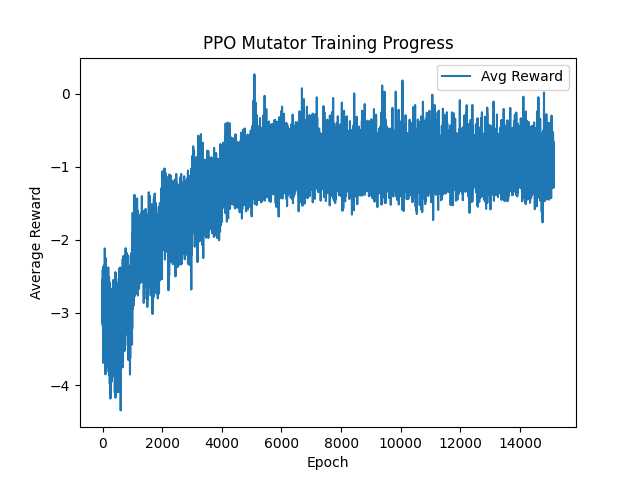 PPO Mutator Training Progress
Avg Reward
Average Reward
0
−1
−2
−3
−4
0 2000 4000 6000 8000 10000 12000 14000
Epoch